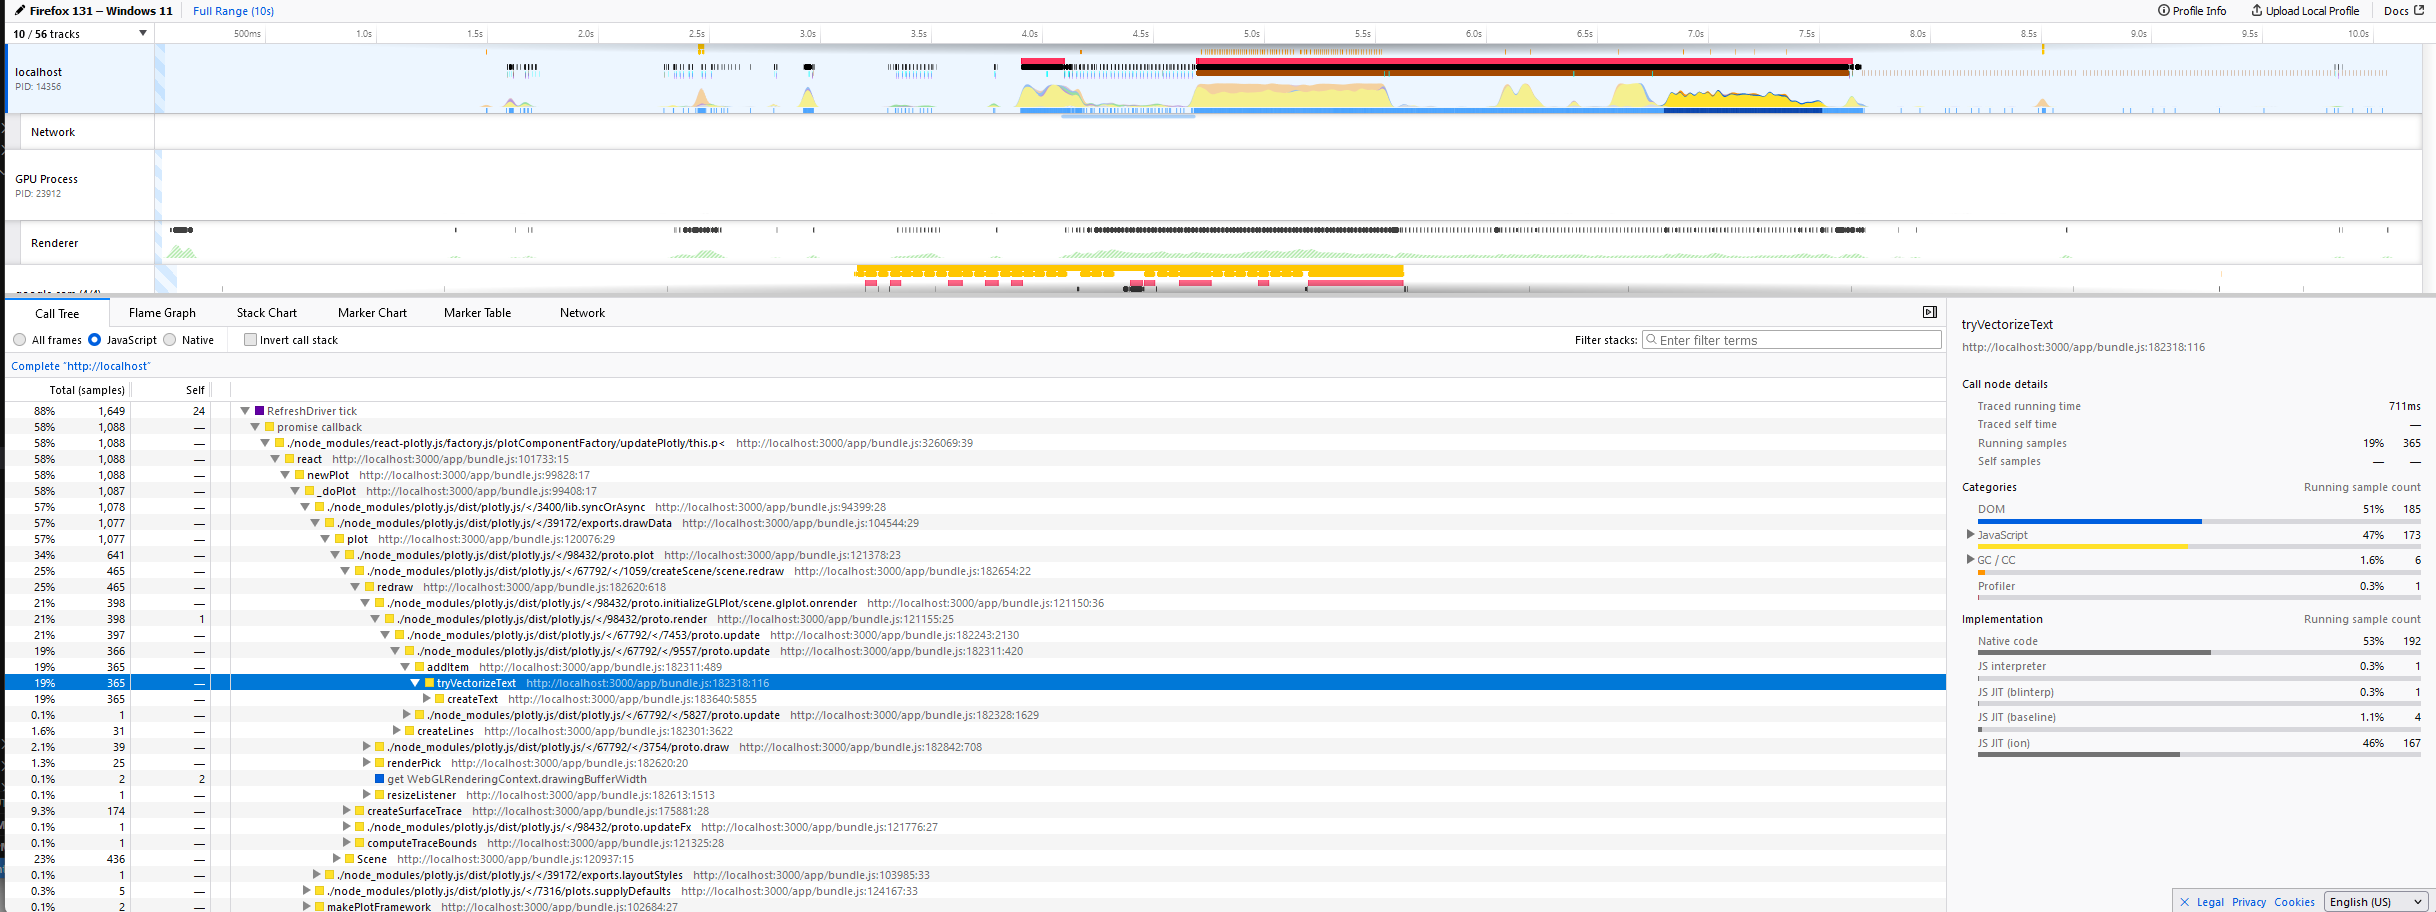 Firefox 131 – Windows 11 Full Range (10s) Profile Info Upload Local Profile Docs
10 / 56 tracks 500ms 1.0s 1.5s 2.0s 2.5s 3.0s 3.5s 4.0s 4.5s 5.0s 5.5s 6.0s 6.5s 7.0s 7.5s 8.0s 8.5s 9.0s 9.5s 10.0s
localhost
PID: 14356
Network
GPU Process
PID: 23912
Renderer
Call Tree Flame Graph Stack Chart Marker Chart Marker Table Network
All frames JavaScript Native Invert call stack Filter stacks: Enter filter terms
Complete “http://localhost”
Total (samples) Self
88% 1,649 24 RefreshDriver tick
58% 1,088 — promise callback
58% 1,088 — ./node_modules/react-plotly.js/factory.js/plotComponentFactory/updatePlotly/this.p< http://localhost:3000/app/bundle.js:326069:39
58% 1,088 — react http://localhost:3000/app/bundle.js:101733:15
58% 1,088 — newPlot http://localhost:3000/app/bundle.js:99828:17
58% 1,087 — _doPlot http://localhost:3000/app/bundle.js:99408:17
57% 1,078 — ./node_modules/plotly.js/dist/plotly.js/</3400/lib.syncOrAsync http://localhost:3000/app/bundle.js:94399:28
57% 1,077 — ./node_modules/plotly.js/dist/plotly.js/</39172/exports.drawData http://localhost:3000/app/bundle.js:104544:29
57% 1,077 — plot http://localhost:3000/app/bundle.js:120076:29
34% 641 — ./node_modules/plotly.js/dist/plotly.js/</98432/proto.plot http://localhost:3000/app/bundle.js:121378:23
25% 465 — ./node_modules/plotly.js/dist/plotly.js/</67792/</1059/createScene/scene.redraw http://localhost:3000/app/bundle.js:182654:22
25% 465 — redraw http://localhost:3000/app/bundle.js:182620:618
21% 398 — ./node_modules/plotly.js/dist/plotly.js/</98432/proto.initializeGLPlot/scene.glplot.onrender http://localhost:3000/app/bundle.js:121150:36
21% 398 1 ./node_modules/plotly.js/dist/plotly.js/</98432/proto.render http://localhost:3000/app/bundle.js:121155:25
21% 397 — ./node_modules/plotly.js/dist/plotly.js/</67792/</7453/proto.update http://localhost:3000/app/bundle.js:182243:2130
19% 366 — ./node_modules/plotly.js/dist/plotly.js/</67792/</9557/proto.update http://localhost:3000/app/bundle.js:182311:420
19% 365 — addItem http://localhost:3000/app/bundle.js:182311:489
19% 365 — tryVectorizeText http://localhost:3000/app/bundle.js:182318:116
19% 365 — createText http://localhost:3000/app/bundle.js:183640:5855
0.1% 1 — ./node_modules/plotly.js/dist/plotly.js/</67792/</5827/proto.update http://localhost:3000/app/bundle.js:182328:1629
1.6% 31 — createLines http://localhost:3000/app/bundle.js:182301:3622
2.1% 39 — ./node_modules/plotly.js/dist/plotly.js/</67792/</3754/proto.draw http://localhost:3000/app/bundle.js:182842:708
1.3% 25 — renderPick http://localhost:3000/app/bundle.js:182620:20
0.1% 2 2 get WebGLRenderingContext.drawingBufferWidth
0.1% 1 — resizeListener http://localhost:3000/app/bundle.js:182613:1513
9.3% 174 — createSurfaceTrace http://localhost:3000/app/bundle.js:175881:28
0.1% 1 — ./node_modules/plotly.js/dist/plotly.js/</98432/proto.updateFx http://localhost:3000/app/bundle.js:121776:27
0.1% 1 — computeTraceBounds http://localhost:3000/app/bundle.js:121325:28
23% 436 — Scene http://localhost:3000/app/bundle.js:120937:15
0.1% 1 — ./node_modules/plotly.js/dist/plotly.js/</39172/exports.layoutStyles http://localhost:3000/app/bundle.js:103985:33
0.3% 5 — ./node_modules/plotly.js/dist/plotly.js/</7316/plots.supplyDefaults http://localhost:3000/app/bundle.js:124167:33
0.1% 2 — makePlotFramework http://localhost:3000/app/bundle.js:102684:27
tryVectorizeText
http://localhost:3000/app/bundle.js:182318:116
Call node details
Traced running time 711ms
Traced self time —
Running samples 19% 365
Self samples — —
Categories Running sample count
DOM 51% 185
JavaScript 47% 173
GC / CC 1.6% 6
Profiler 0.3% 1
Implementation Running sample count
Native code 53% 192
JS interpreter 0.3% 1
JS JIT (blinterp) 0.3% 1
JS JIT (baseline) 1.1% 4
JS JIT (ion) 46% 167
Legal Privacy Cookies English (US)